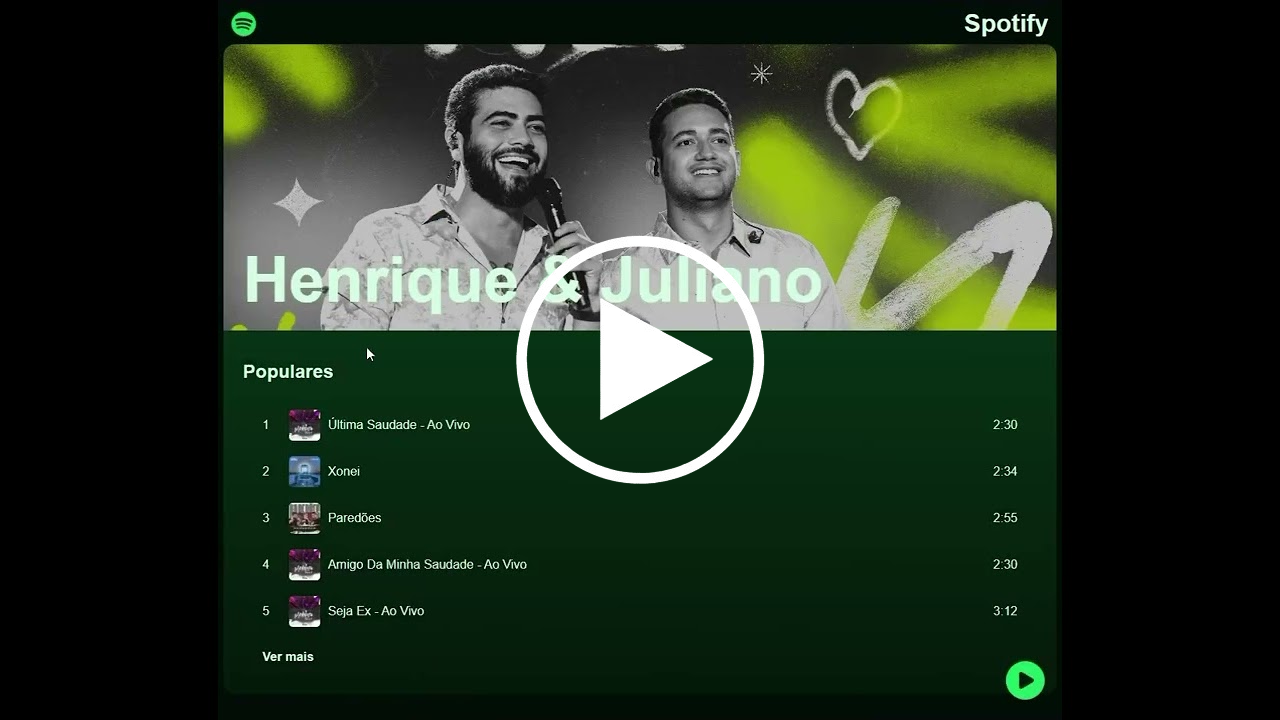 Spotify
Henrique & Juliano
Populares
1 Última Saudade - Ao Vivo 2:30
2 Xonei 2:34
3 Paredões 2:55
4 Amigo Da Minha Saudade - Ao Vivo 2:30
5 Seja Ex - Ao Vivo 3:12
Ver mais